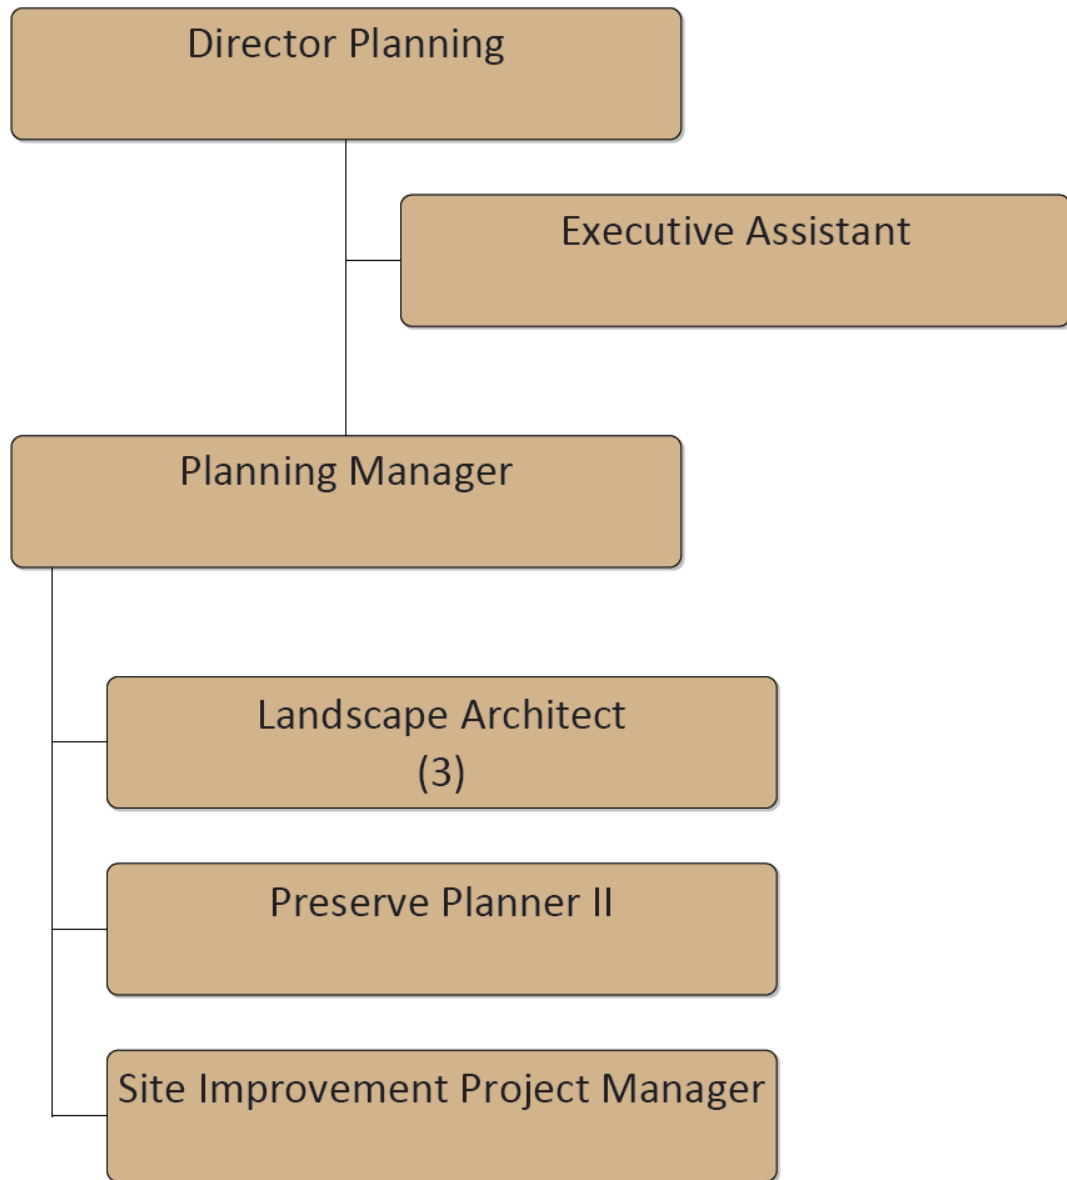 Director Planning
Executive Assistant
Planning Manager
Landscape Architect
(3)
Preserve Planner II
Site Improvement Project Manager